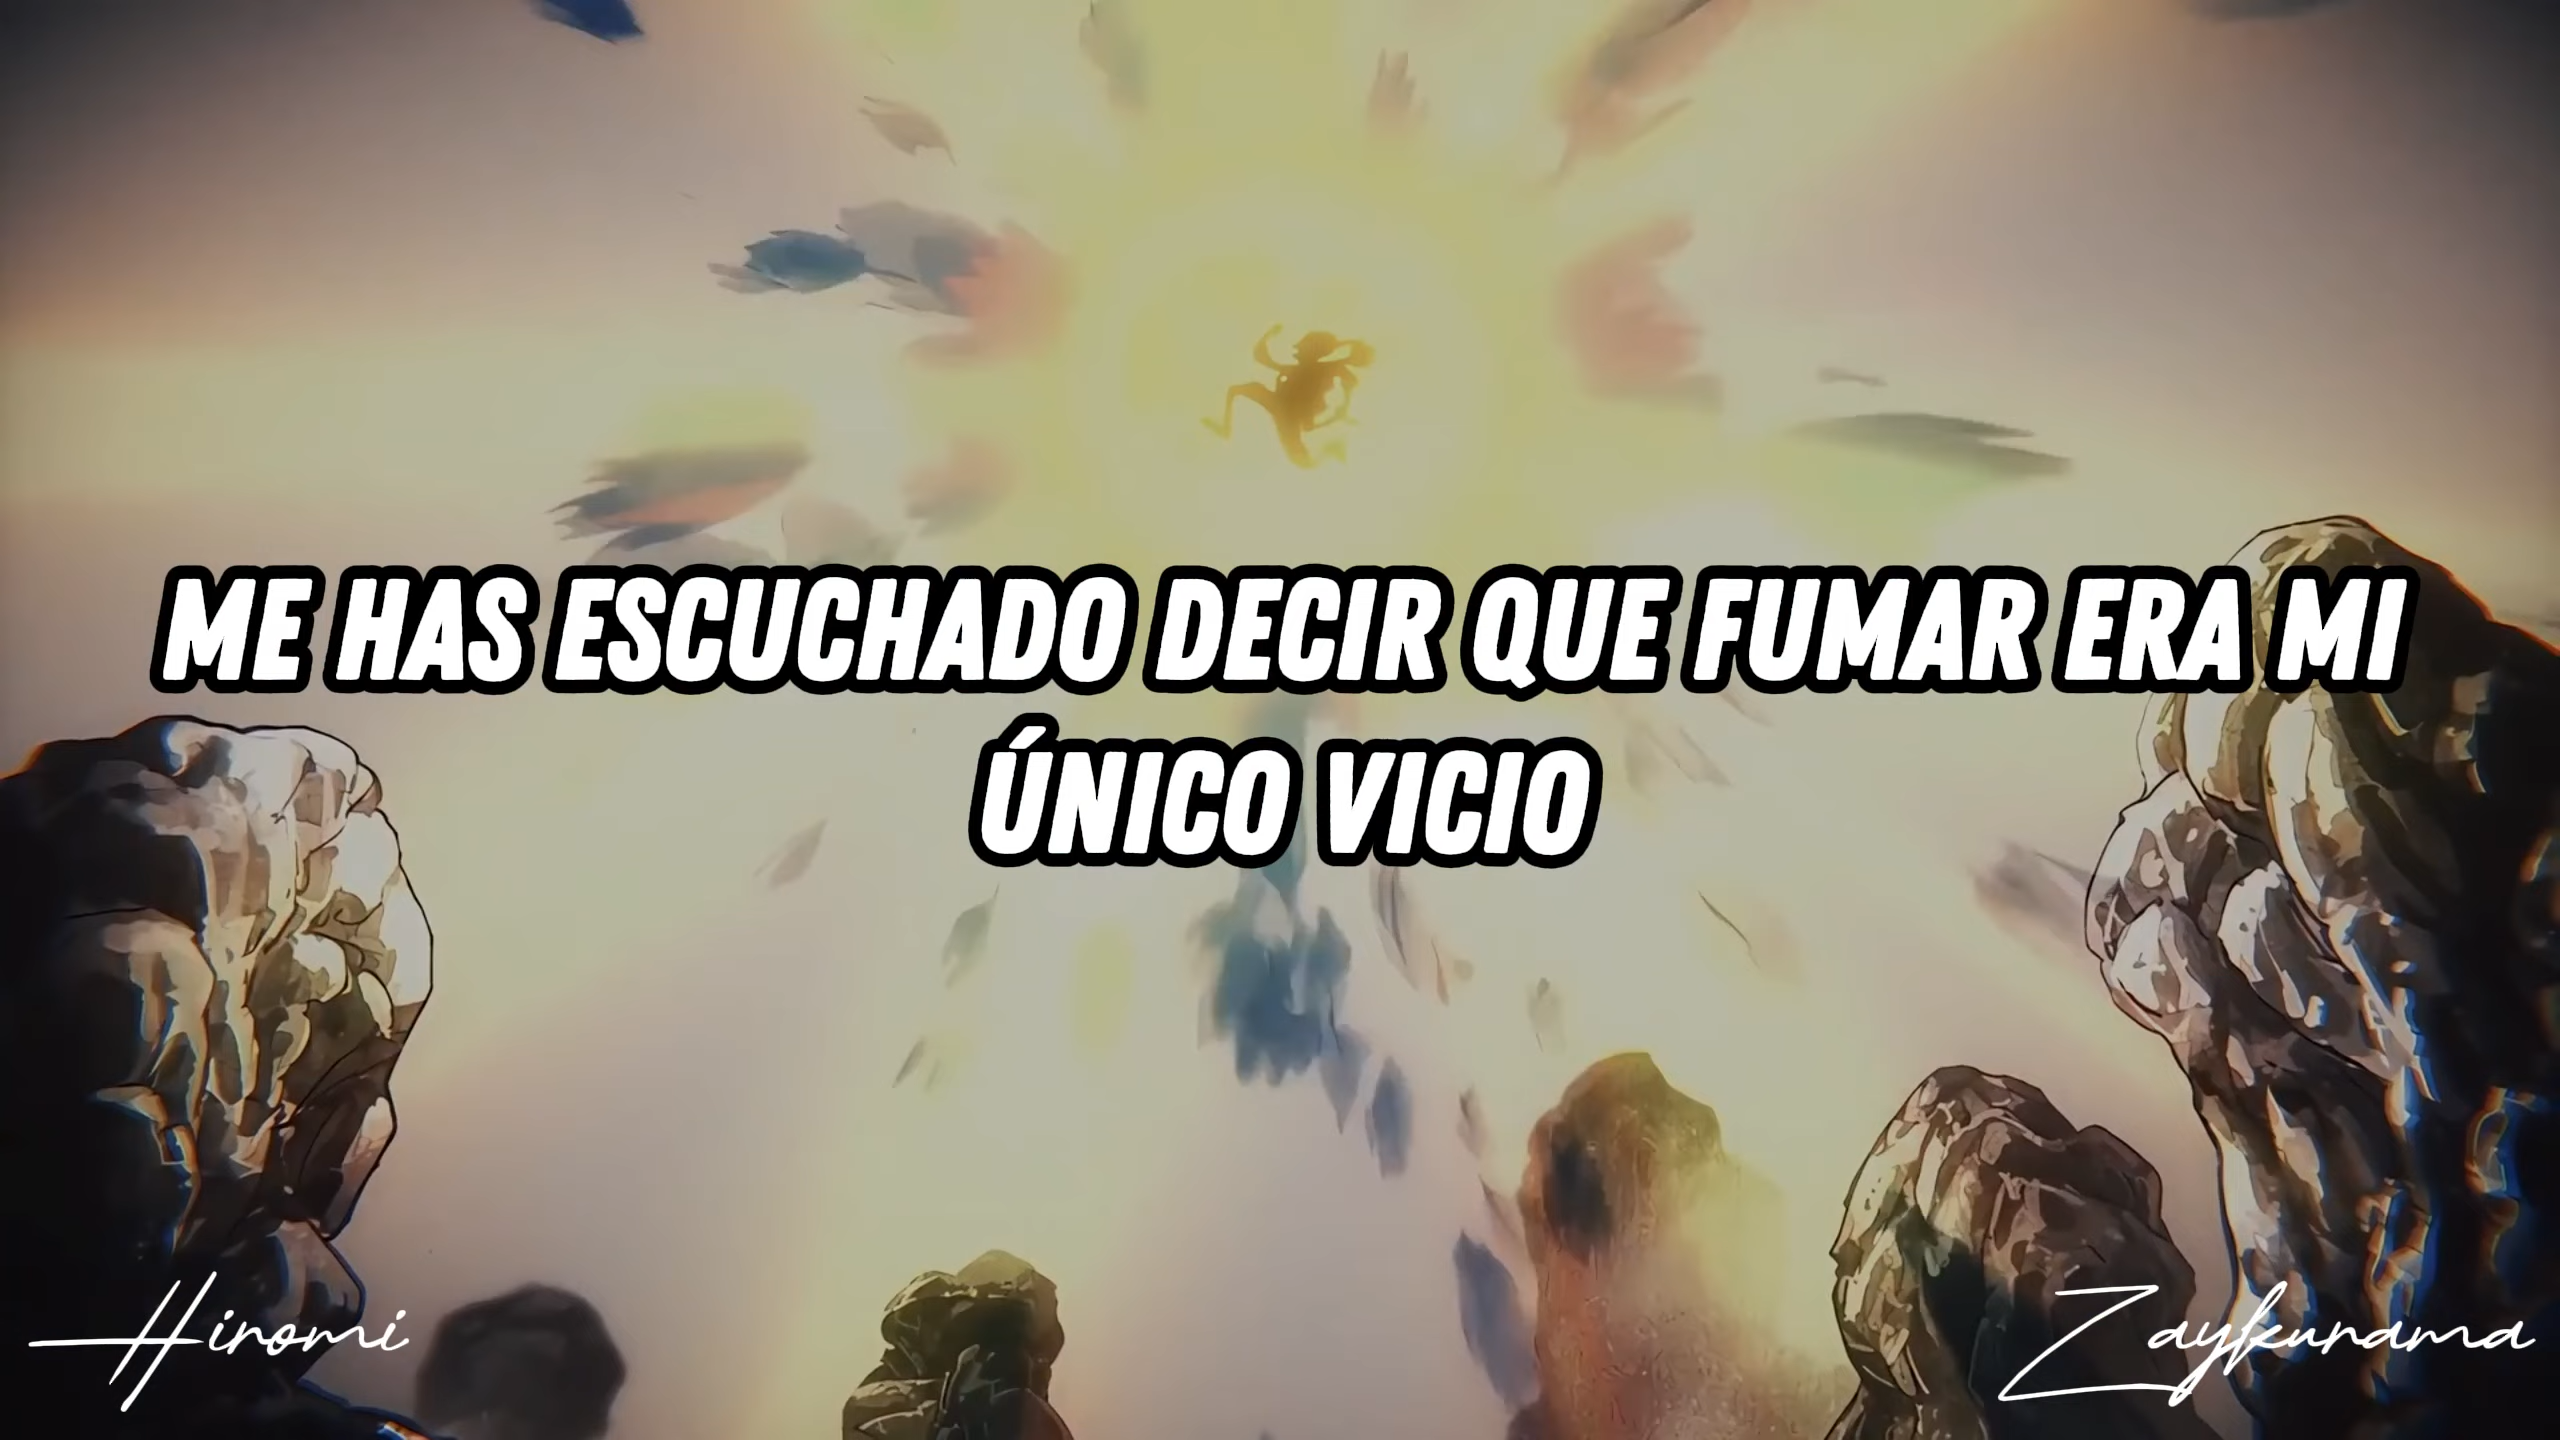 ME HAS ESCUCHADO DECIR QUE FUMAR ERA MI
ÚNICO VICIO
Hiromi
Zaykurama